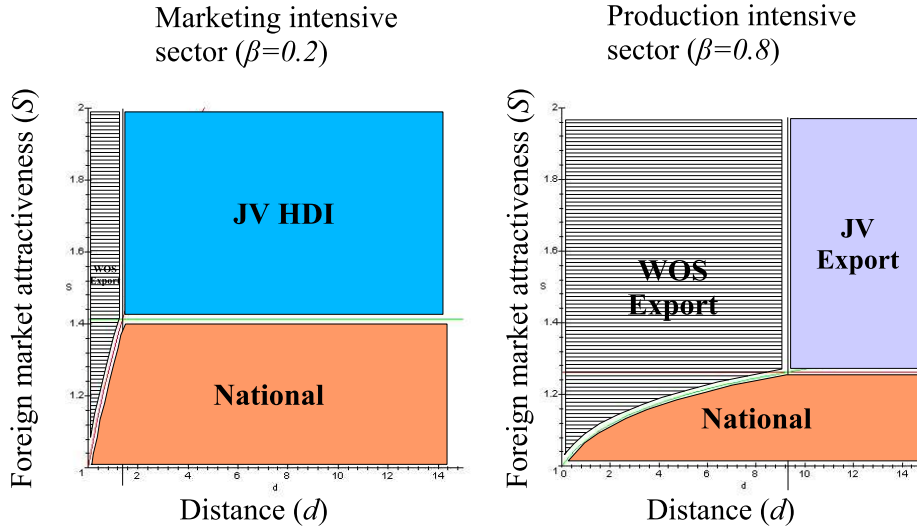 Marketing intensive
sector (β=0.2)
Production intensive
sector (β=0.8)
Foreign market attractiveness (S)
2
1.8
1.6
S
1.4
1.2
1
JV HDI
WOS
Export
National
2
4
6
8
10
12
14
d
Distance (d)
Foreign market attractiveness (S)
2
1.8
1.6
S
1.4
1.2
1
WOS
Export
JV
Export
National
0
2
4
6
8
10
12
14
d
Distance (d)